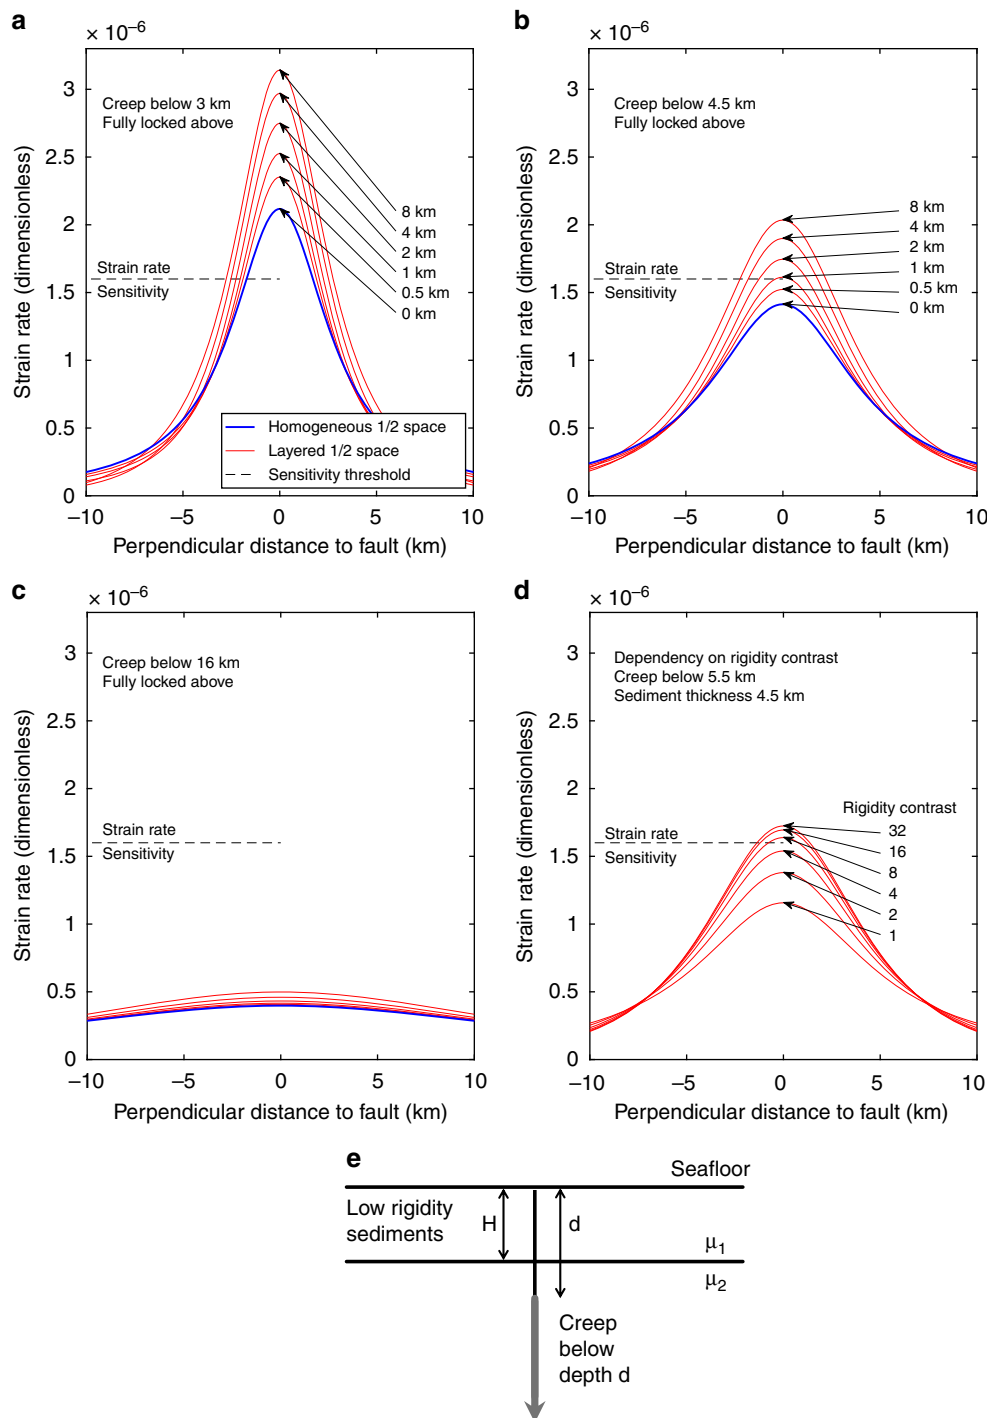 a
× 10⁻⁶
3
2.5
2
1.5
1
0.5
0
−10
−5
0
5
10
Strain rate (dimensionless)
Perpendicular distance to fault (km)
Creep below 3 km
Fully locked above
Strain rate
Sensitivity
8 km
4 km
2 km
1 km
0.5 km
0 km
Homogeneous 1/2 space
Layered 1/2 space
Sensitivity threshold
b
× 10⁻⁶
3
2.5
2
1.5
1
0.5
0
−10
−5
0
5
10
Strain rate (dimensionless)
Perpendicular distance to fault (km)
Creep below 4.5 km
Fully locked above
Strain rate
Sensitivity
8 km
4 km
2 km
1 km
0.5 km
0 km
c
× 10⁻⁶
3
2.5
2
1.5
1
0.5
0
−10
−5
0
5
10
Strain rate (dimensionless)
Perpendicular distance to fault (km)
Creep below 16 km
Fully locked above
Strain rate
Sensitivity
d
× 10⁻⁶
3
2.5
2
1.5
1
0.5
0
−10
−5
0
5
10
Strain rate (dimensionless)
Perpendicular distance to fault (km)
Dependency on rigidity contrast
Creep below 5.5 km
Sediment thickness 4.5 km
Strain rate
Sensitivity
Rigidity contrast
32
16
8
4
2
1
e
Seafloor
Low rigidity
sediments
H
d
μ₁
μ₂
Creep
below
depth d